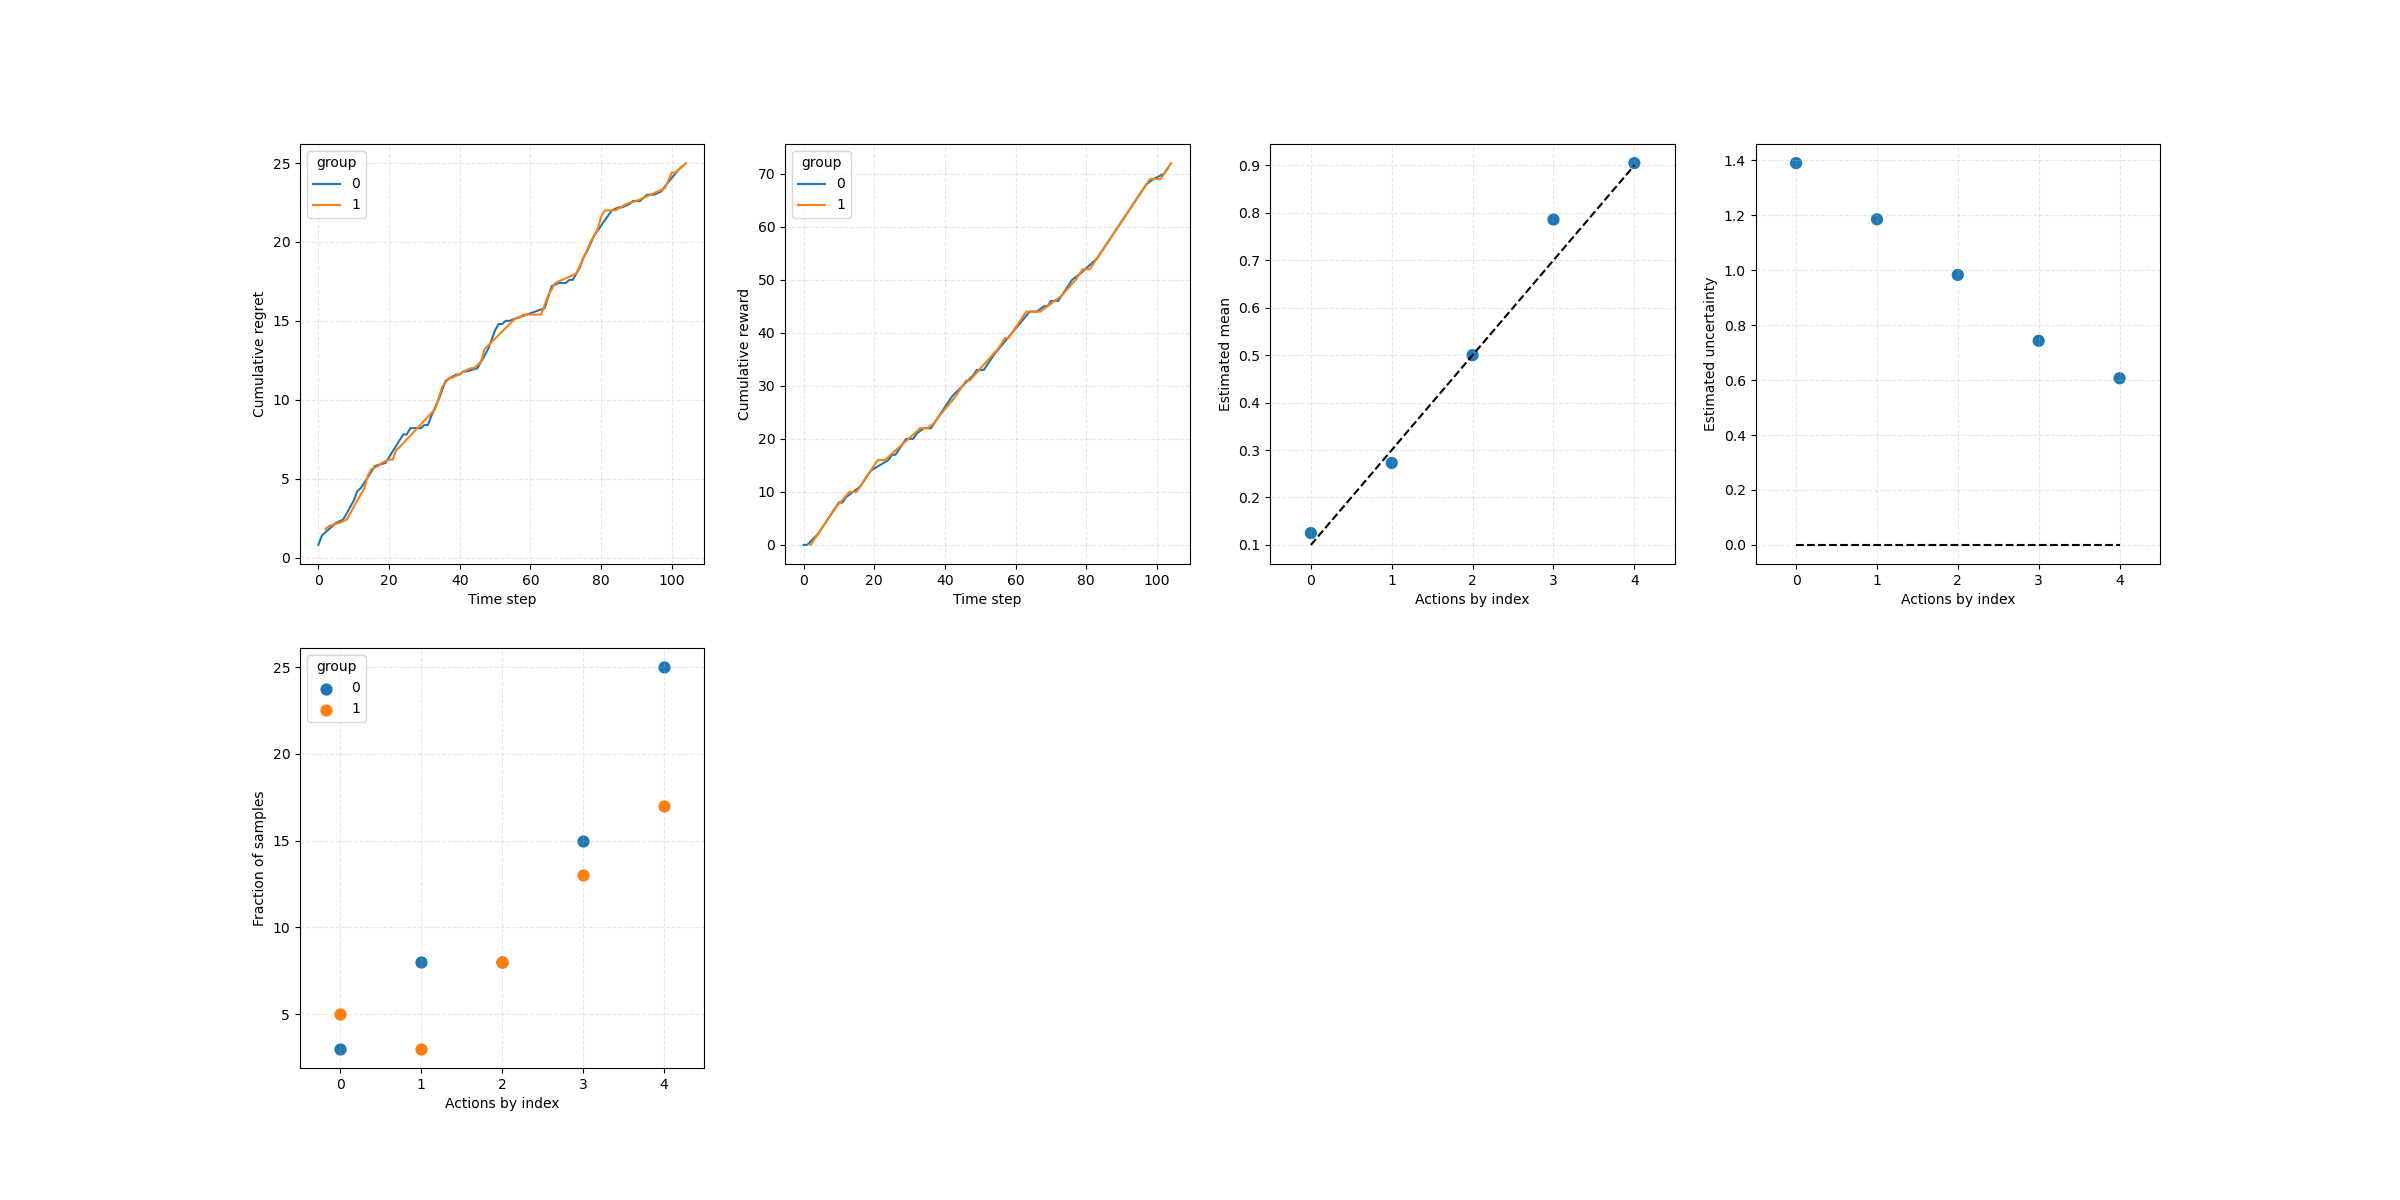 Cumulative regret
25
20
15
10
5
0
group
0
1
0 20 40 60 80 100
Time step
Cumulative reward
70
60
50
40
30
20
10
0
group
0
1
0 20 40 60 80 100
Time step
Estimated mean
0.9
0.8
0.7
0.6
0.5
0.4
0.3
0.2
0.1
0 1 2 3 4
Actions by index
Estimated uncertainty
1.4
1.2
1.0
0.8
0.6
0.4
0.2
0.0
0 1 2 3 4
Actions by index
Fraction of samples
25
20
15
10
5
group
0
1
0 1 2 3 4
Actions by index